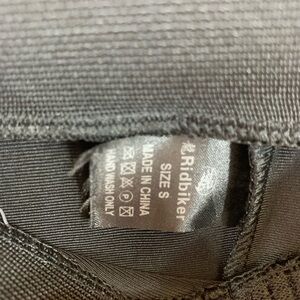 Ridbiker
SIZE S
MADE IN CHINA
HAND WASH ONLY